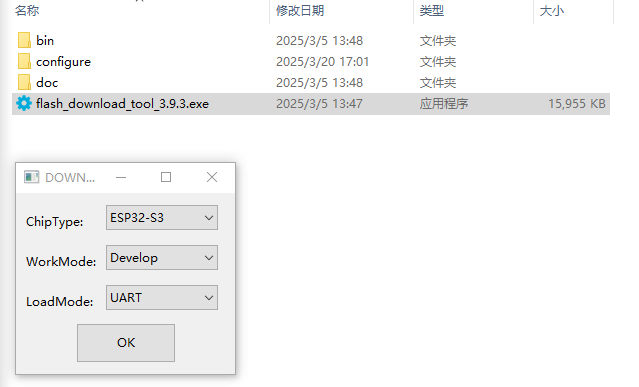 名称 修改日期 类型 大小
bin 2025/3/5 13:48 文件夹
configure 2025/3/20 17:01 文件夹
doc 2025/3/5 13:48 文件夹
flash_download_tool_3.9.3.exe 2025/3/5 13:47 应用程序 15,955 KB
DOWN...
ChipType: ESP32-S3
WorkMode: Develop
LoadMode: UART
OK